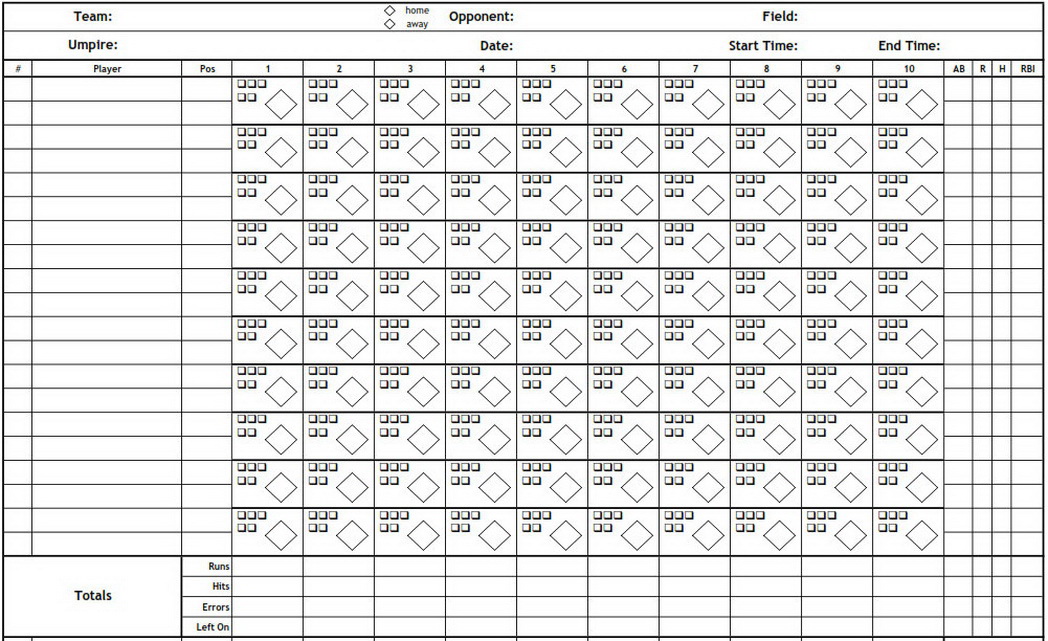 Team: home away Opponent: Field:
Umpire: Date: Start Time: End Time:
# Player Pos 1 2 3 4 5 6 7 8 9 10 AB R H RBI
Runs
Hits
Totals
Errors
Left On